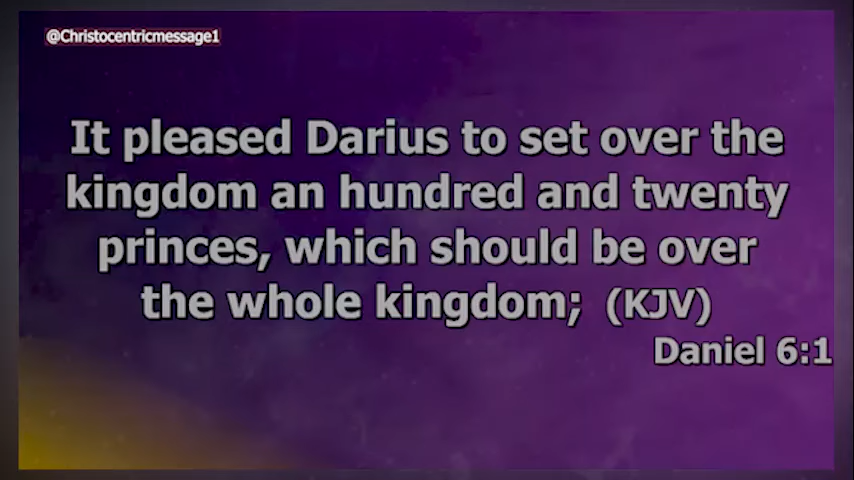 @Christocentricmessage1
It pleased Darius to set over the
kingdom an hundred and twenty
princes, which should be over
the whole kingdom; (KJV)
Daniel 6:1